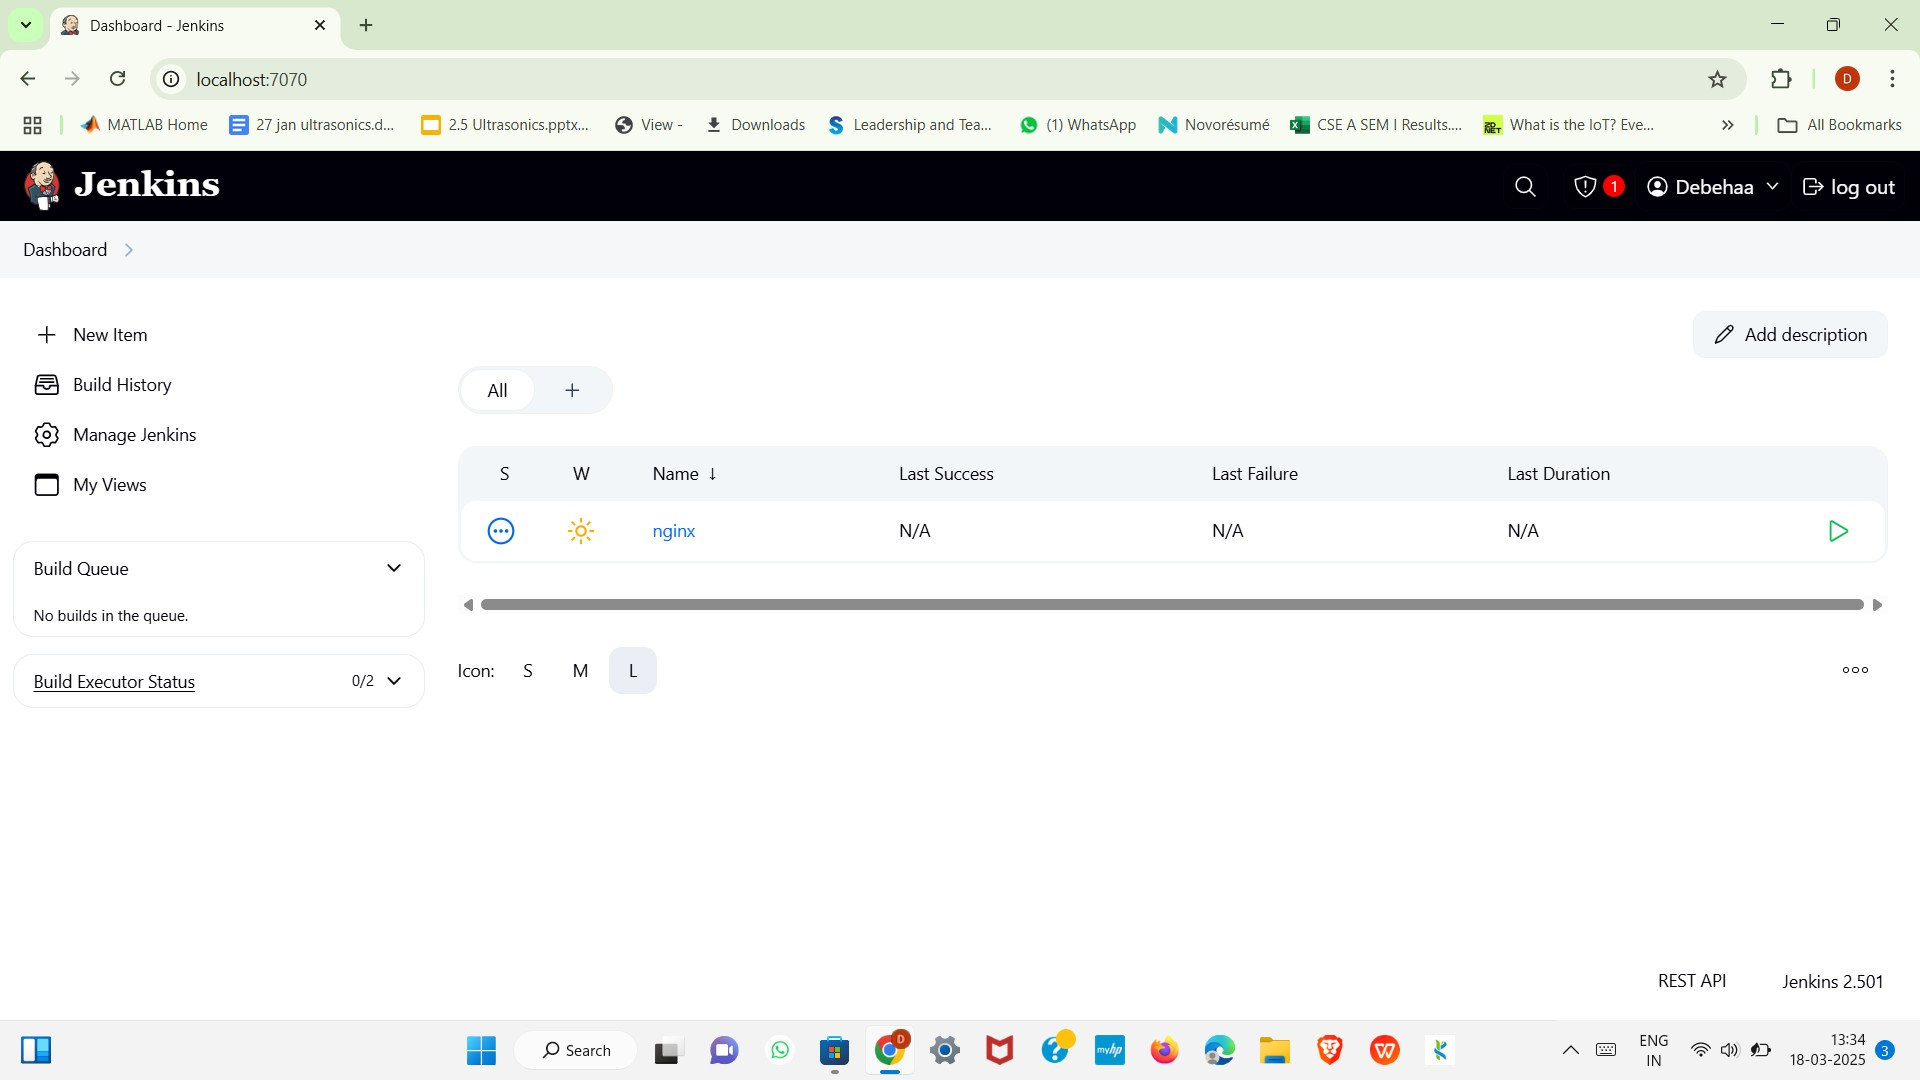 Dashboard - Jenkins
localhost:7070
D
MATLAB Home
27 jan ultrasonics.d...
2.5 Ultrasonics.pptx...
View -
Downloads
Leadership and Tea...
(1) WhatsApp
Novorésumé
CSE A SEM I Results....
What is the IoT? Eve...
All Bookmarks
Jenkins
1
Debehaa
log out
Dashboard
New Item
Add description
Build History
All
+
Manage Jenkins
My Views
S W Name ↓ Last Success Last Failure Last Duration
nginx N/A N/A N/A
Build Queue
No builds in the queue.
Build Executor Status 0/2
Icon: S M L
REST API Jenkins 2.501
Search
D
myhp
ENG
IN
13:34
18-03-2025
3